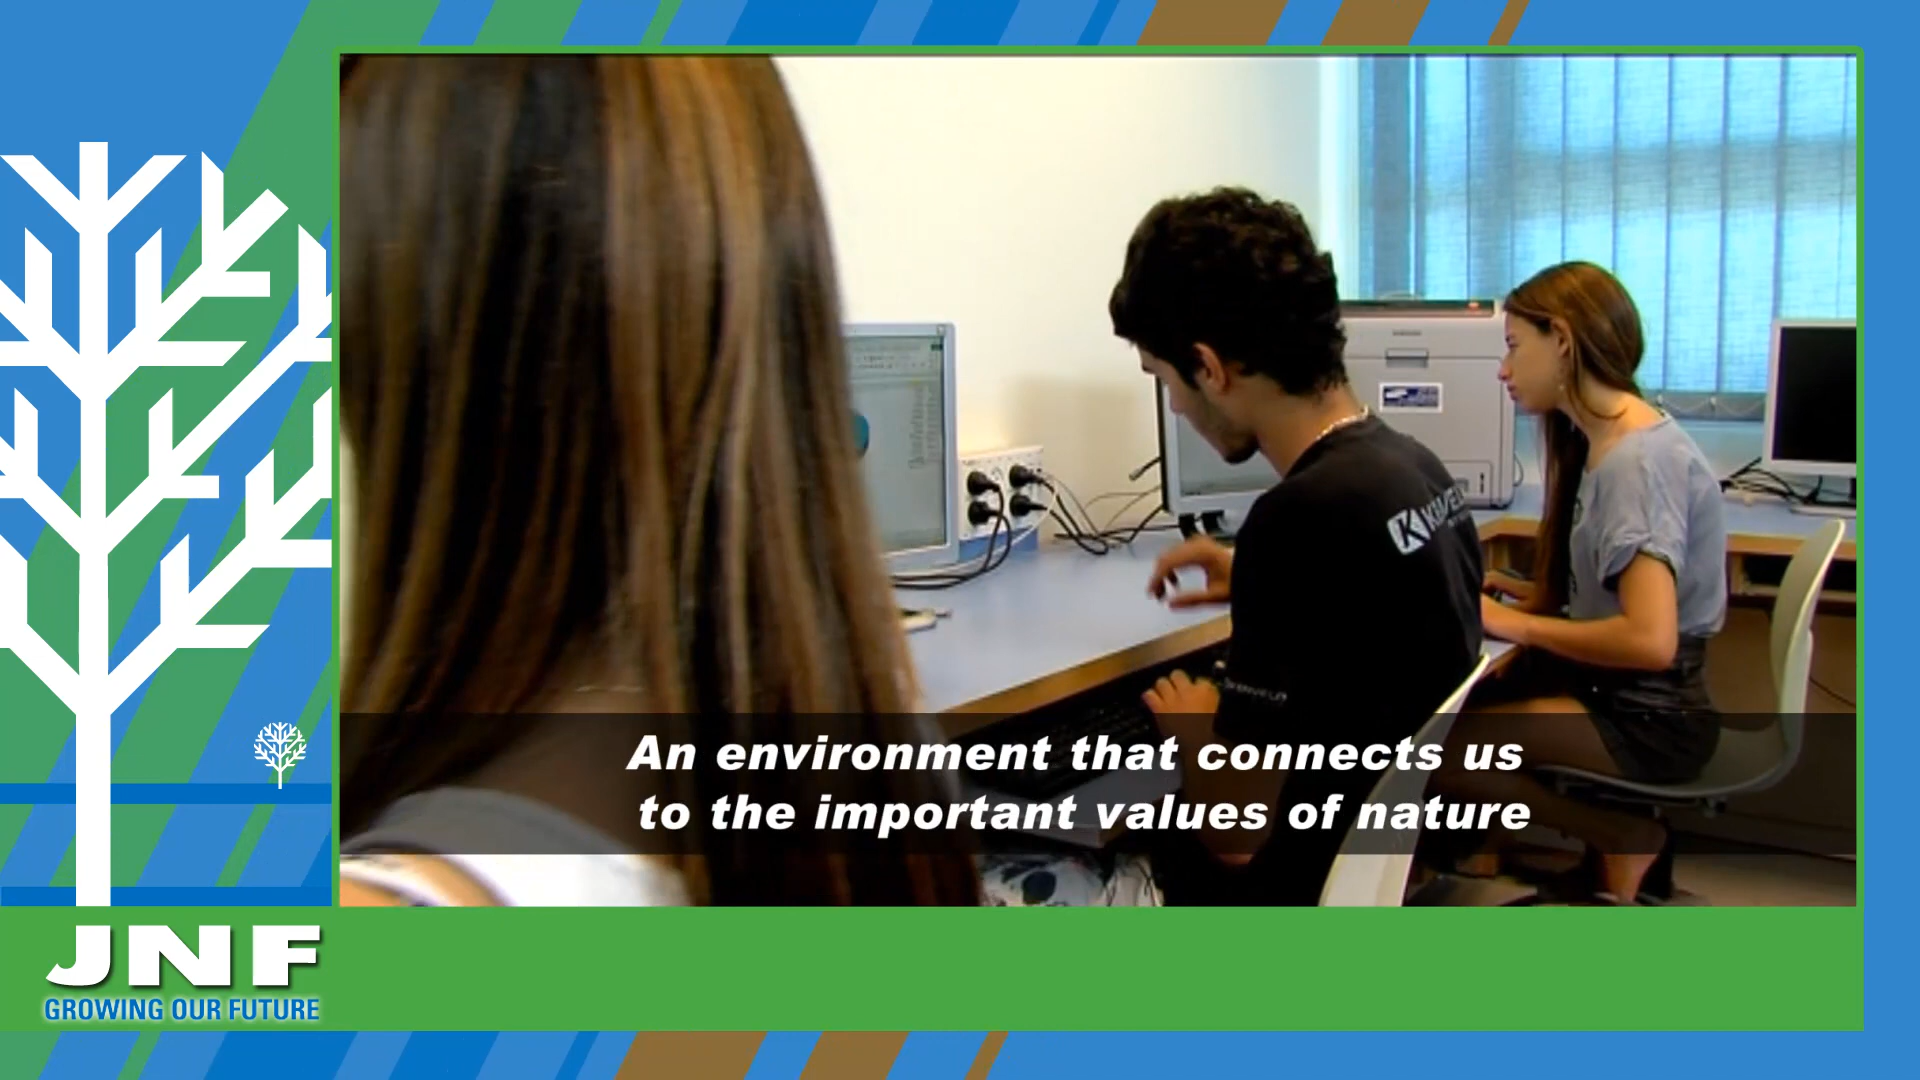 An environment that connects us
to the important values of nature
JNF
GROWING OUR FUTURE